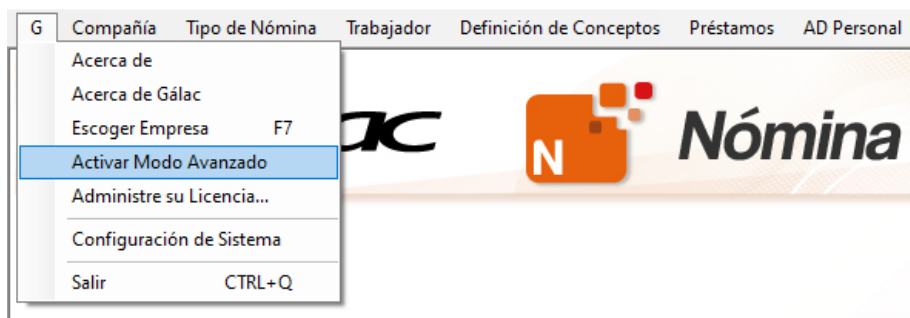 G Compañía Tipo de Nómina Trabajador Definición de Conceptos Préstamos AD Personal
Acerca de
Acerca de Gálac
Escoger Empresa F7
Activar Modo Avanzado
Administre su Licencia...
Configuración de Sistema
Salir CTRL+Q
N Nómina